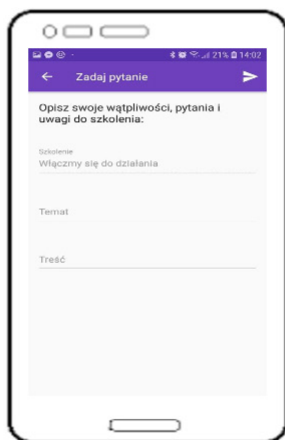 21% 14:02
Zadaj pytanie
Opisz swoje wątpliwości, pytania i
uwagi do szkolenia:
Szkolenie
Włączmy się do działania
Temat
Treść